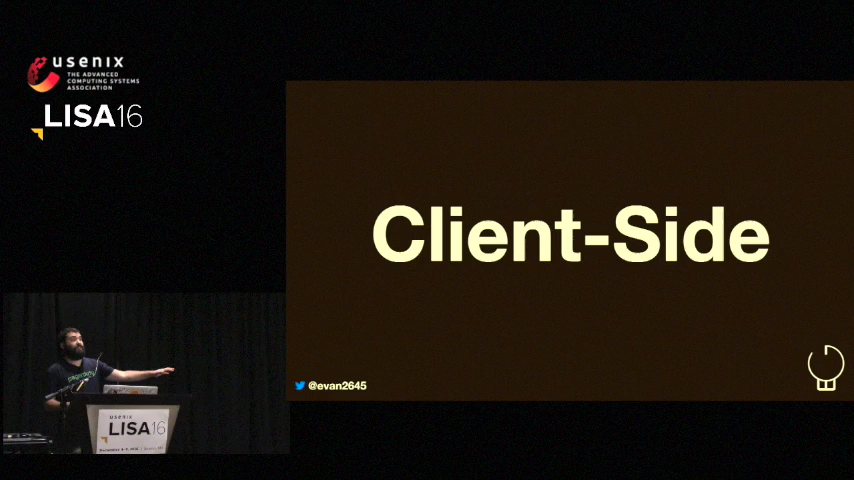 usenix
THE ADVANCED
COMPUTING SYSTEMS
ASSOCIATION
LISA16
Client-Side
@evan2645
usenix
LISA16